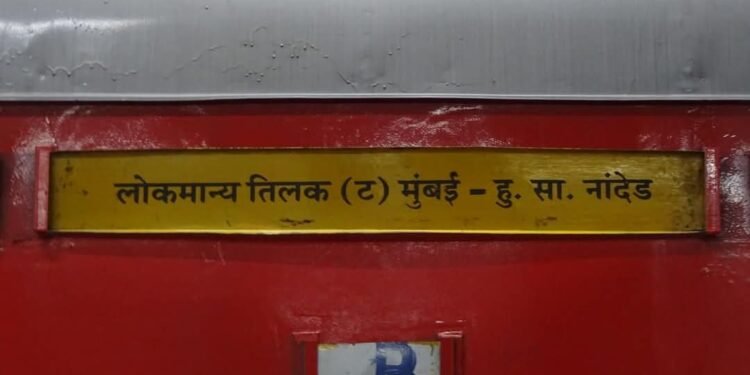 लोकमान्य तिलक (ट) मुंबई - हु. सा. नांदेड
B